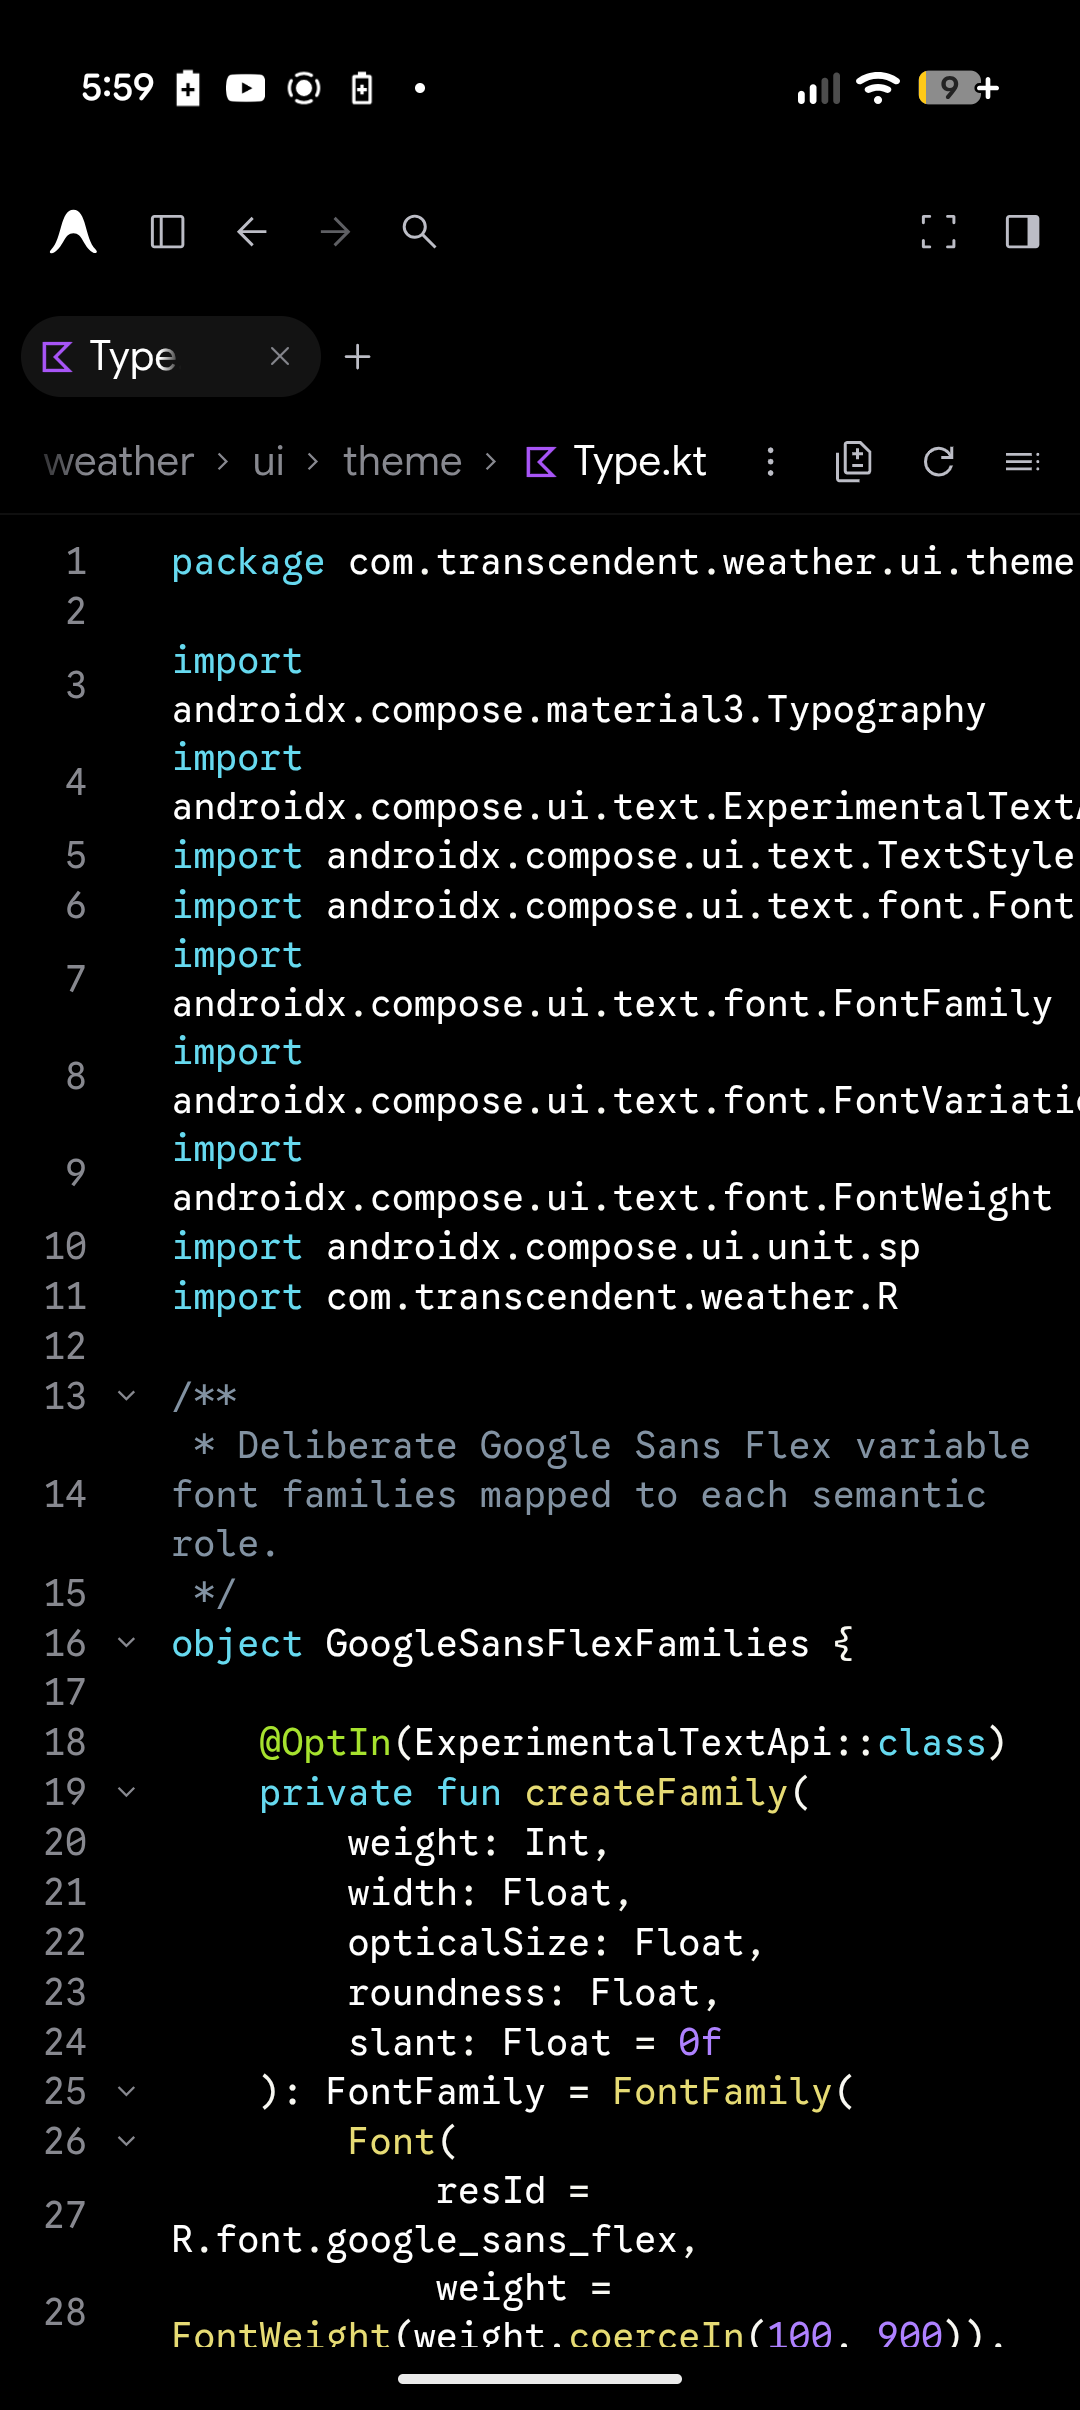 5:59
9
Type
weather > ui > theme > Type.kt
1 package com.transcendent.weather.ui.theme
2
3 import
androidx.compose.material3.Typography
4 import
androidx.compose.ui.text.ExperimentalTextA
5 import androidx.compose.ui.text.TextStyle
6 import androidx.compose.ui.text.font.Font
7 import
androidx.compose.ui.text.font.FontFamily
8 import
androidx.compose.ui.text.font.FontVariatio
9 import
androidx.compose.ui.text.font.FontWeight
10 import androidx.compose.ui.unit.sp
11 import com.transcendent.weather.R
12
13 /**
14 * Deliberate Google Sans Flex variable
font families mapped to each semantic
role.
15 */
16 object GoogleSansFlexFamilies {
17
18 @OptIn(ExperimentalTextApi::class)
19 private fun createFamily(
20 weight: Int,
21 width: Float,
22 opticalSize: Float,
23 roundness: Float,
24 slant: Float = 0f
25 ): FontFamily = FontFamily(
26 Font(
27 resId =
R.font.google_sans_flex,
28 weight =
FontWeight(weight.coerceIn(100, 900)),